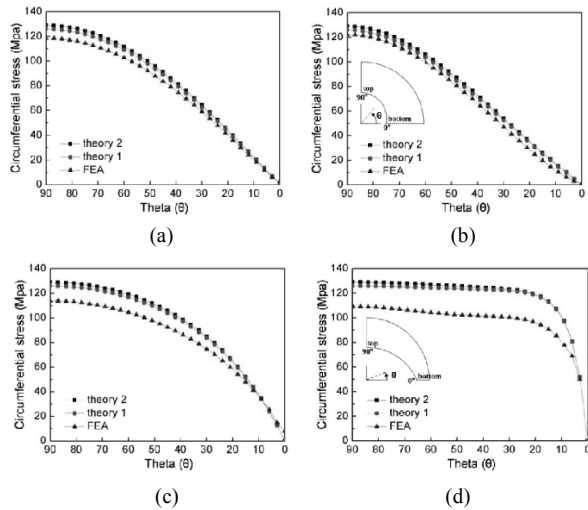 140
120
100
80
60
40
20
0
Circumferential stress (Mpa)
theory 2
theory 1
FEA
90 80 70 60 50 40 30 20 10 0
Theta (θ)
(a)
140
120
100
80
60
40
20
0
Circumferential stress (Mpa)
top
90°
θ
bottom
0°
theory 2
theory 1
FEA
90 80 70 60 50 40 30 20 10 0
Theta (θ)
(b)
140
120
100
80
60
40
20
0
Circumferential stress (Mpa)
theory 2
theory 1
FEA
90 80 70 60 50 40 30 20 10 0
Theta (θ)
(c)
140
120
100
80
60
40
20
0
Circumferential stress (Mpa)
top
90°
θ
0°
bottom
theory 2
theory 1
FEA
90 80 70 60 50 40 30 20 10 0
Theta (θ)
(d)